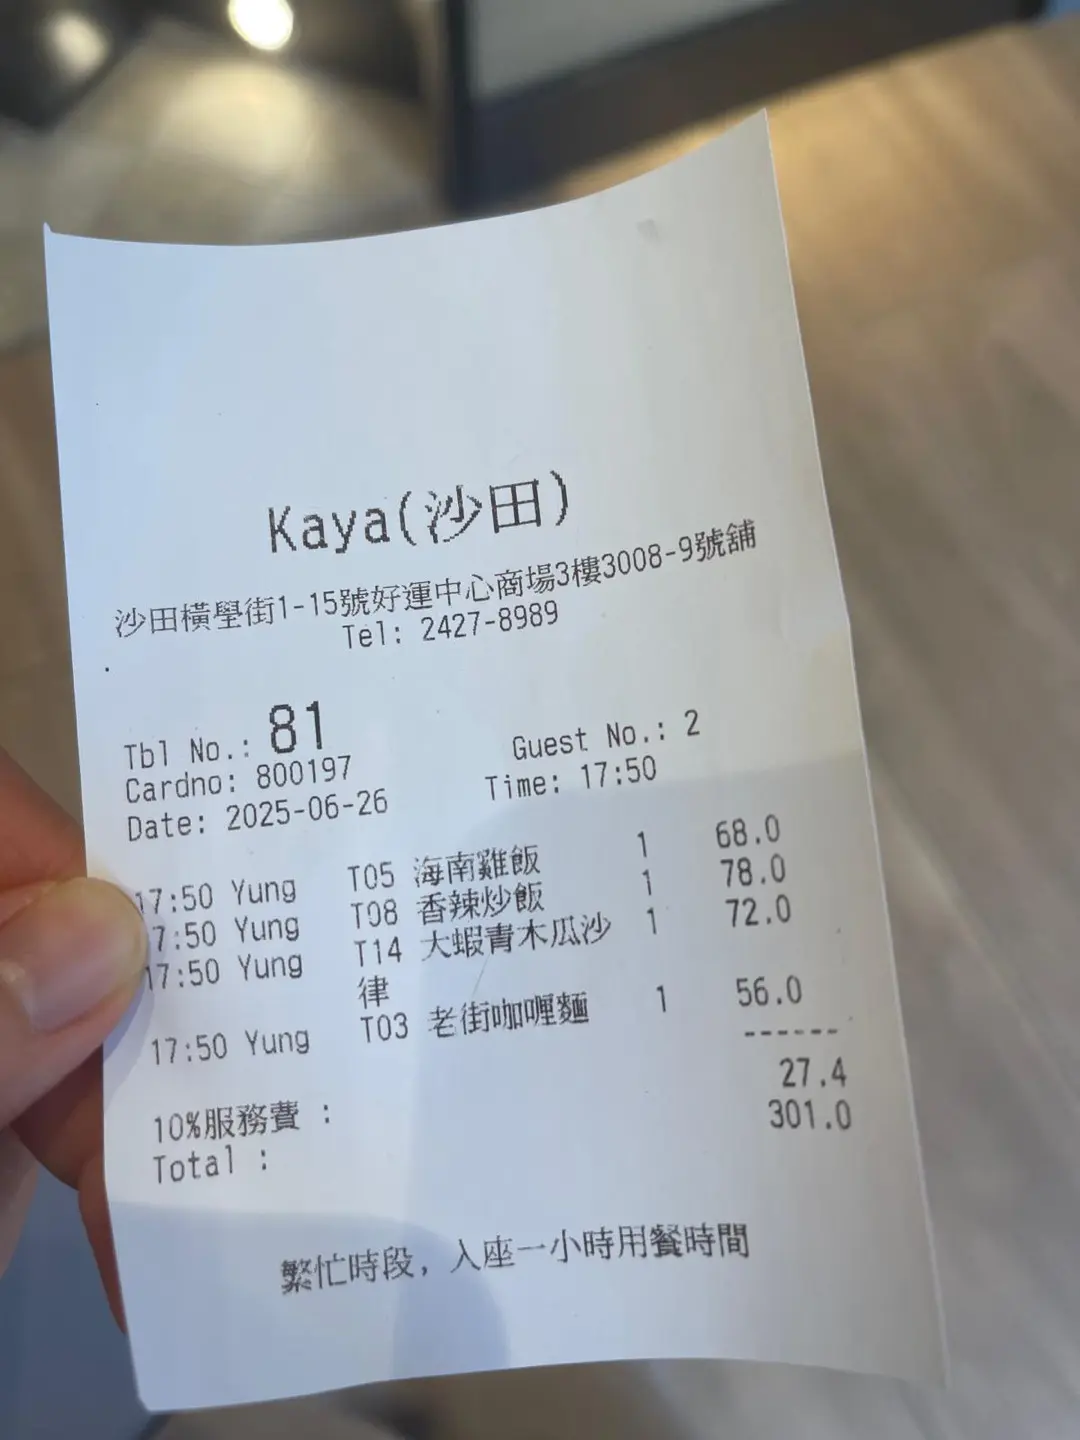 Kaya(沙田)
沙田橫壆街1-15號好運中心商場3樓3008-9號舖
Tel: 2427-8989
Tbl No.: 81 Guest No.: 2
Cardno: 800197
Date: 2025-06-26 Time: 17:50
17:50 Yung T05 海南雞飯 1 68.0
7:50 Yung T08 香辣炒飯 1 78.0
17:50 Yung T14 大蝦青木瓜沙 1 72.0
律
17:50 Yung T03 老街咖喱麵 1 56.0
------
10%服務費 : 27.4
Total : 301.0
繁忙時段, 入座一小時用餐時間